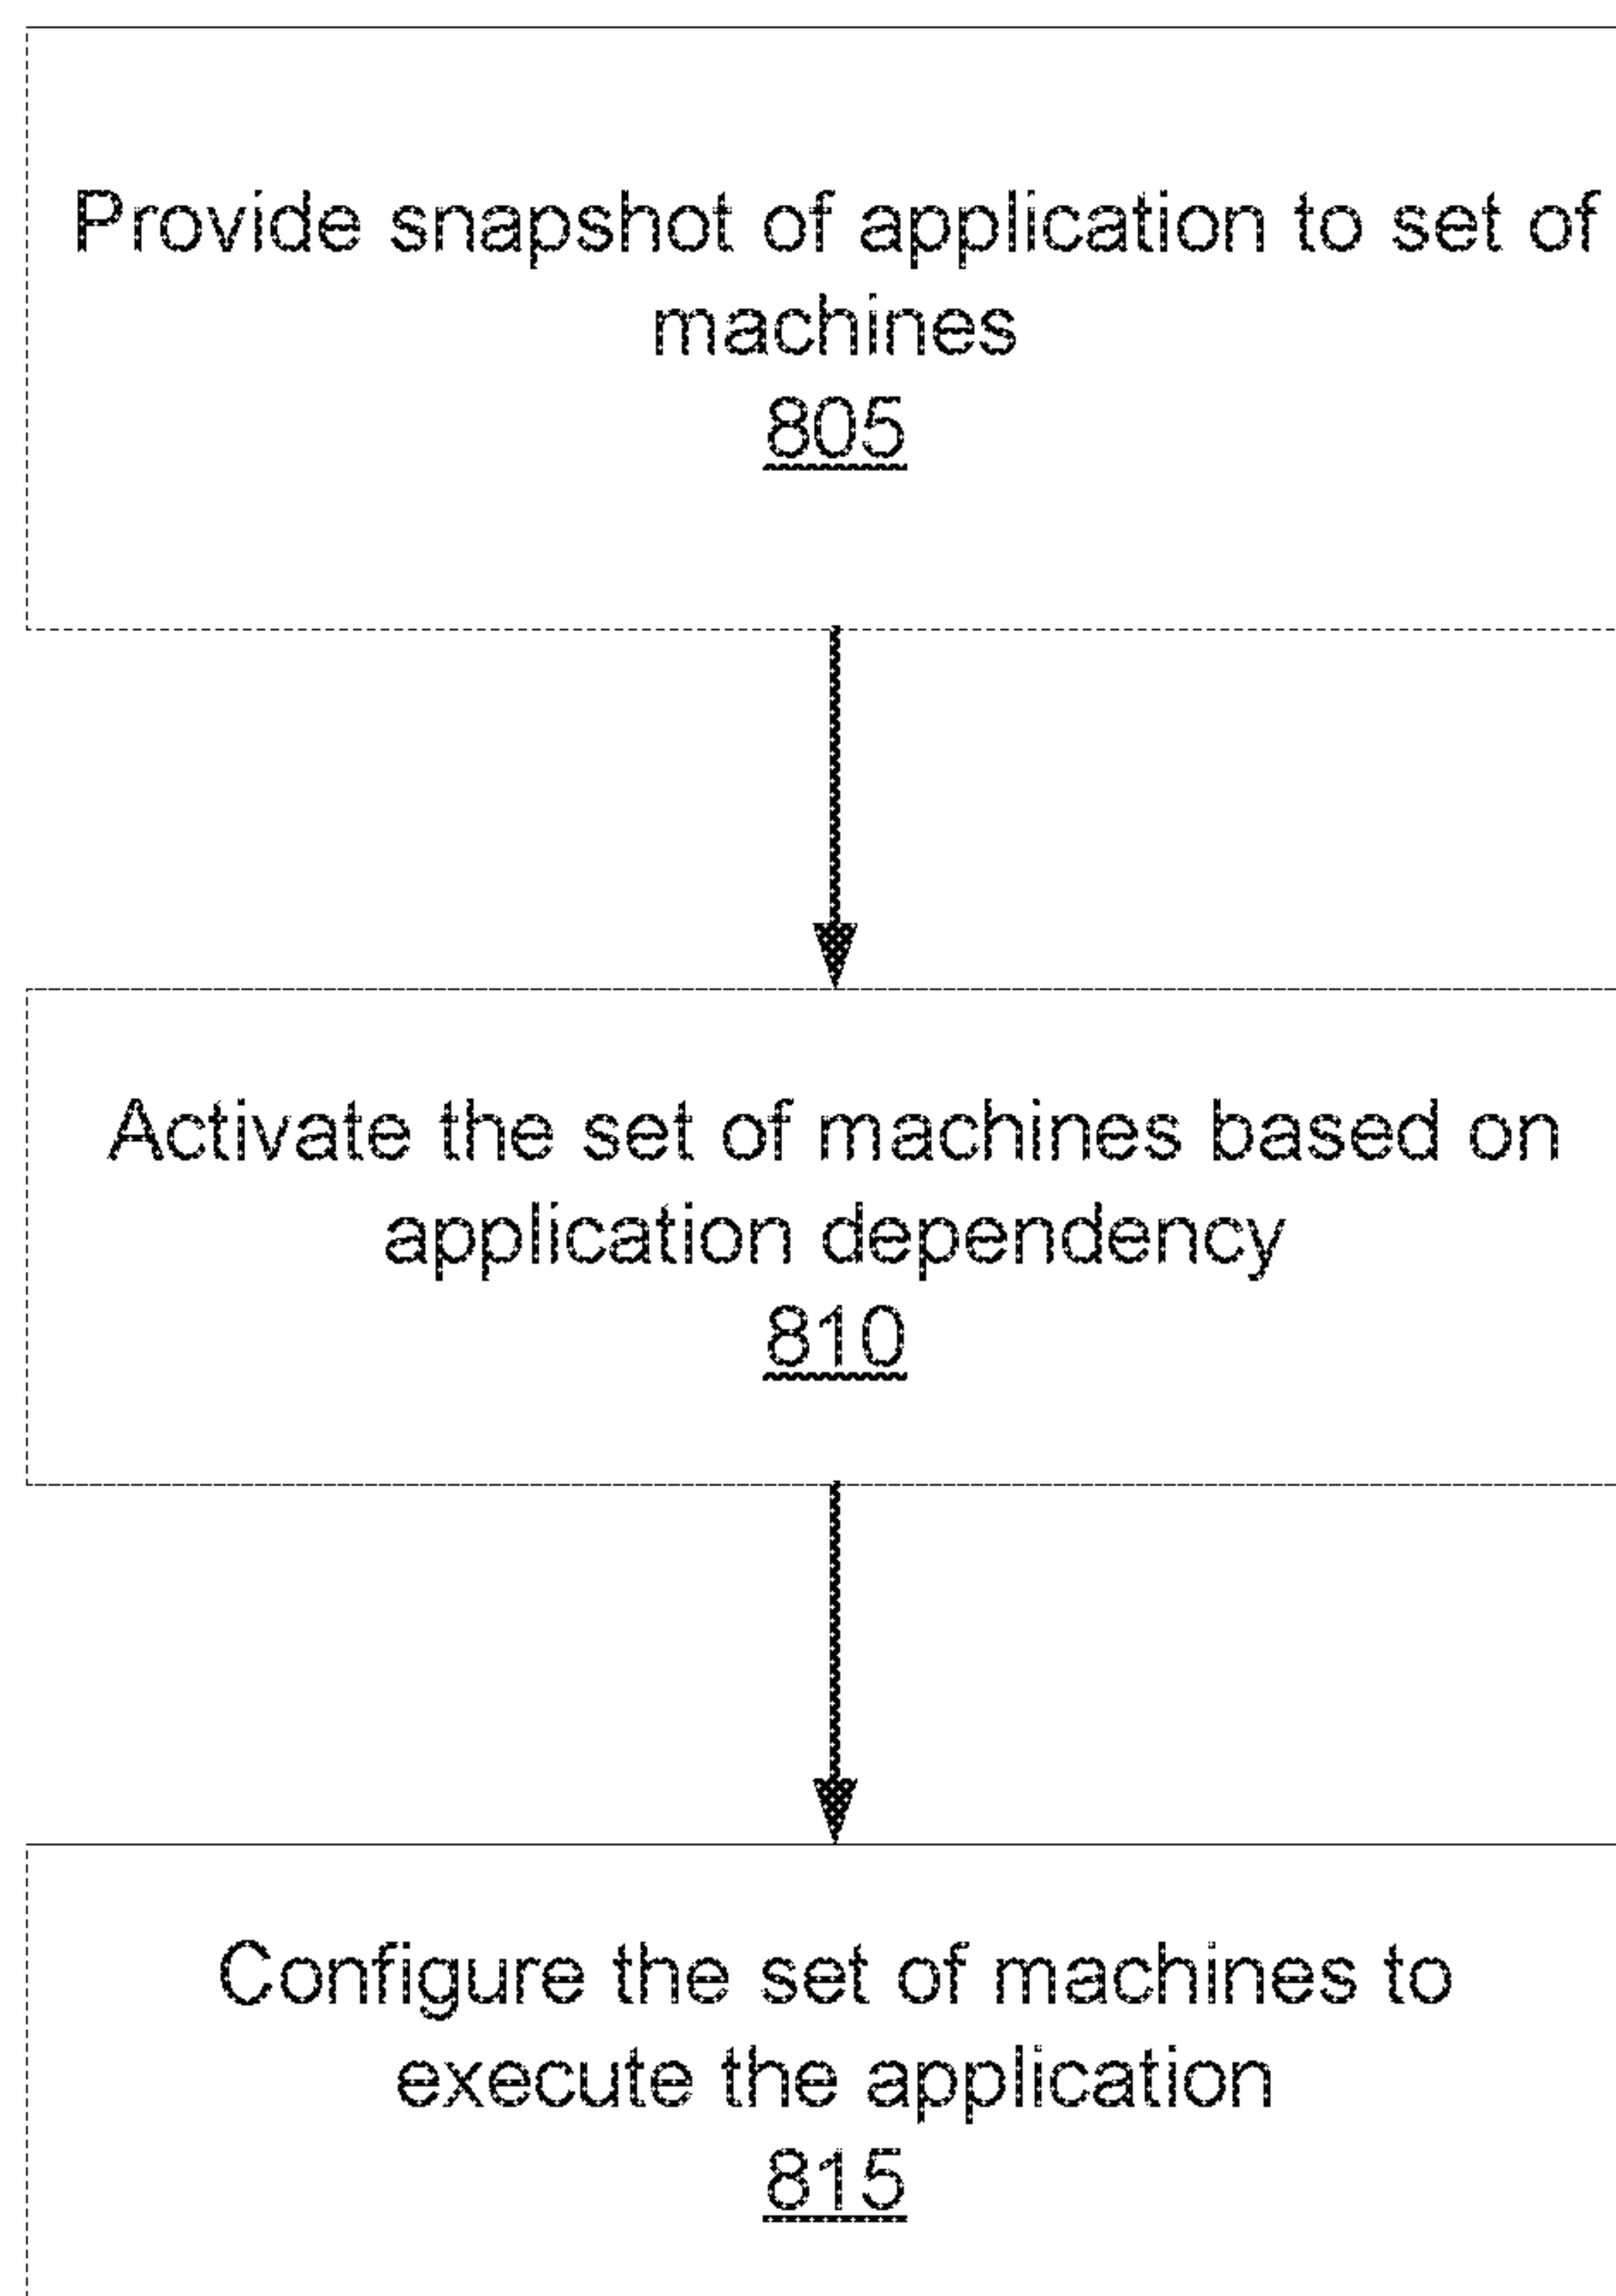 Provide snapshot of application to set of
machines
805
Activate the set of machines based on
application dependency
810
Configure the set of machines to
execute the application
815